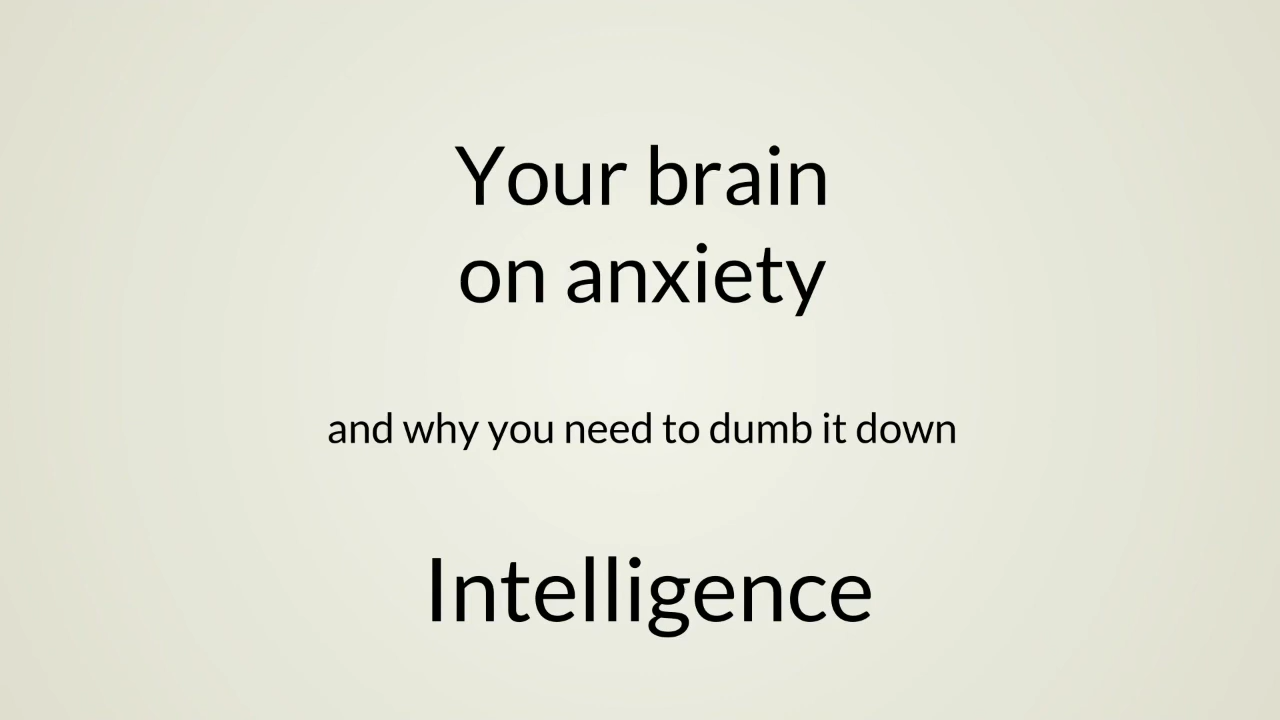 Your brain
on anxiety
and why you need to dumb it down
Intelligence